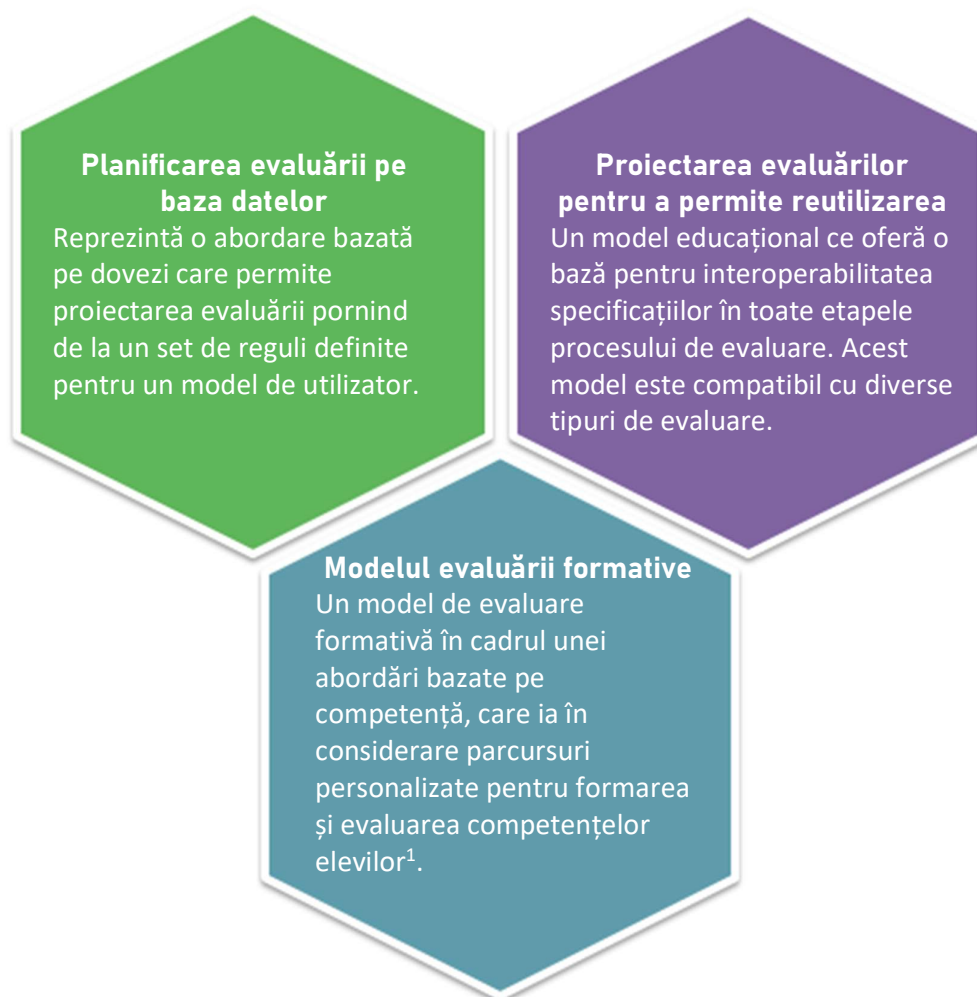 Planificarea evaluării pe
baza datelor
Reprezintă o abordare bazată
pe dovezi care permite
proiectarea evaluării pornind
de la un set de reguli definite
pentru un model de utilizator.
Proiectarea evaluărilor
pentru a permite reutilizarea
Un model educațional ce oferă o
bază pentru interoperabilitatea
specificațiilor în toate etapele
procesului de evaluare. Acest
model este compatibil cu diverse
tipuri de evaluare.
Modelul evaluării formative
Un model de evaluare
formativă în cadrul unei
abordări bazate pe
competență, care ia în
considerare parcursuri
personalizate pentru formarea
și evaluarea competențelor
elevilor¹.